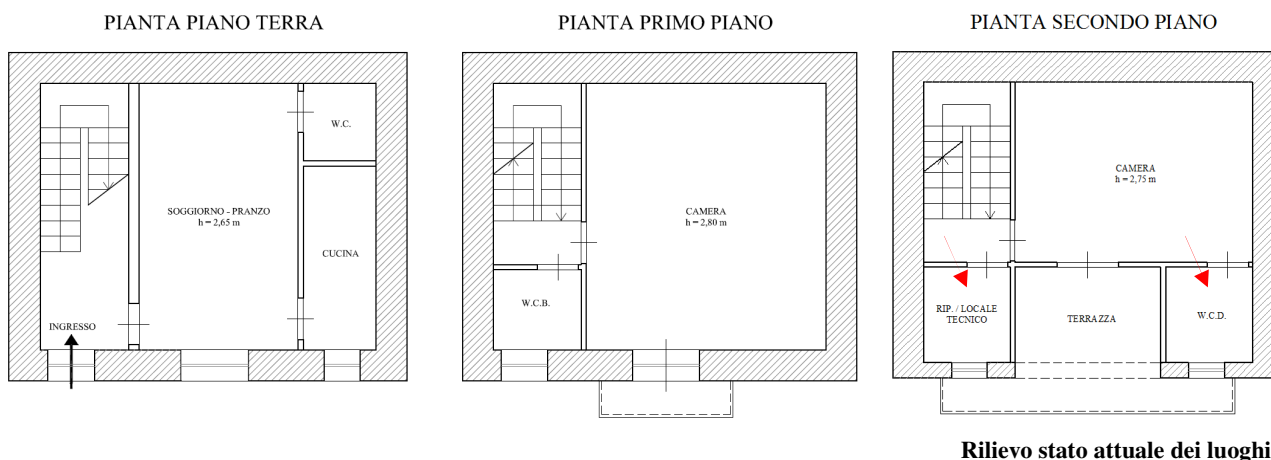 PIANTA PIANO TERRA
W.C.
SOGGIORNO - PRANZO
h = 2,65 m
CUCINA
INGRESSO
PIANTA PRIMO PIANO
CAMERA
h = 2,80 m
W.C.B.
PIANTA SECONDO PIANO
CAMERA
h = 2,75 m
RIP. / LOCALE
TECNICO
TERRAZZA
W.C.D.
Rilievo stato attuale dei luoghi